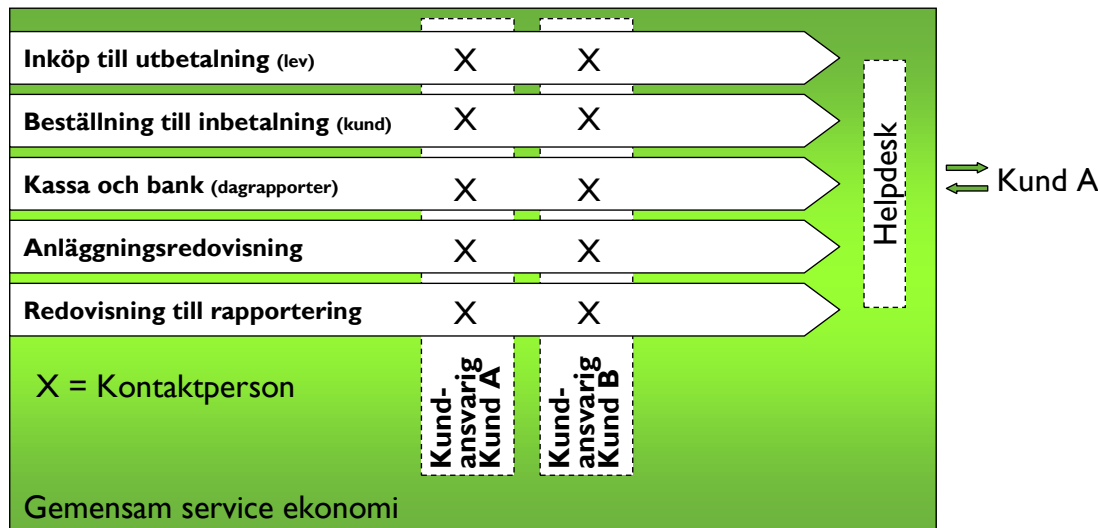 Inköp till utbetalning (lev)
X X
Beställning till inbetalning (kund)
X X
Kassa och bank (dagrapporter)
X X
Anläggningsredovisning
X X
Redovisning till rapportering
X X
Helpdesk
Kund A
X = Kontaktperson
Kund-
ansvarig
Kund A
Kund-
ansvarig
Kund B
Gemensam service ekonomi